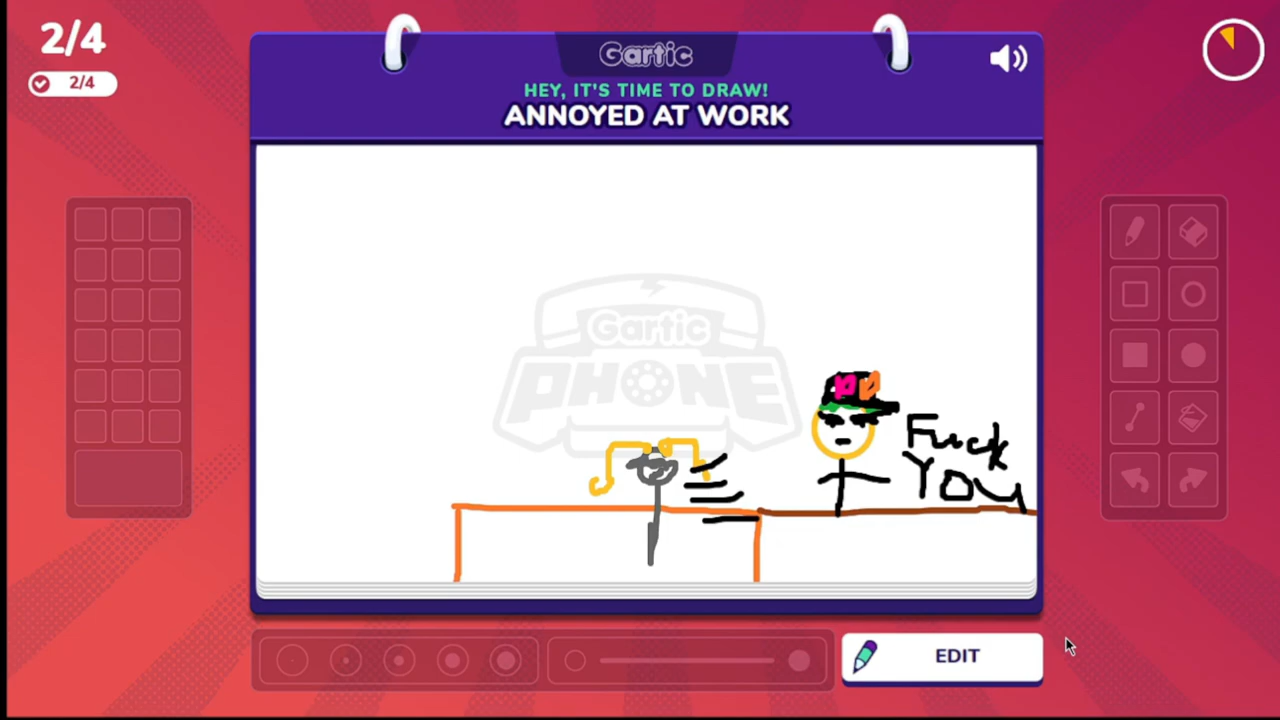 2/4
2/4
Gartic
HEY, IT'S TIME TO DRAW!
ANNOYED AT WORK
Gartic
PHONE
Fuck
You
EDIT